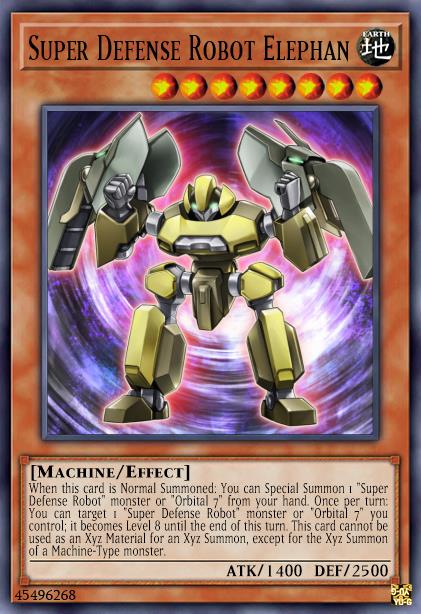 SUPER DEFENSE ROBOT ELEPHAN
EARTH
地
[MACHINE/EFFECT]
When this card is Normal Summoned: You can Special Summon 1 "Super
Defense Robot" monster or "Orbital 7" from your hand. Once per turn:
You can target 1 "Super Defense Robot" monster or "Orbital 7" you
control; it becomes Level 8 until the end of this turn. This card cannot be
used as an Xyz Material for an Xyz Summon, except for the Xyz Summon
of a Machine-Type monster.
ATK/1400 DEF/2500
45496268